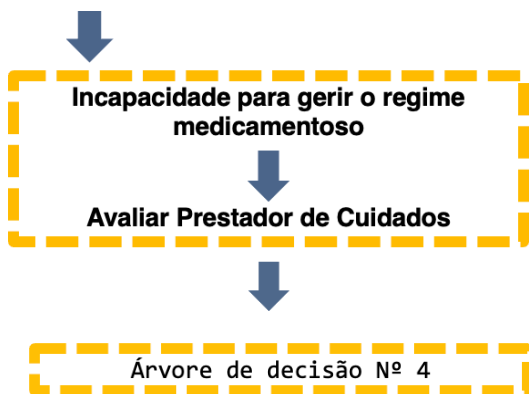 Incapacidade para gerir o regime
medicamentoso
Avaliar Prestador de Cuidados
Árvore de decisão Nº 4